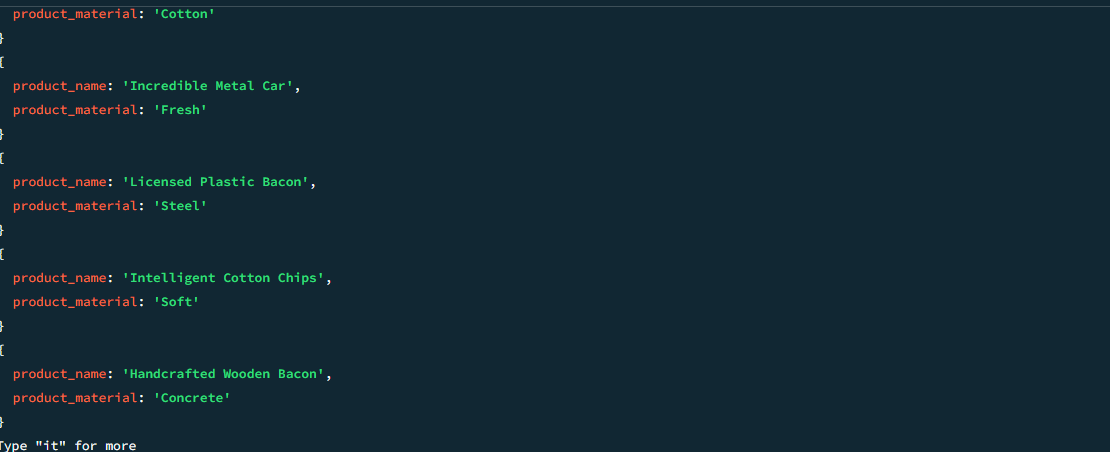 product_material: 'Cotton'
}
{
product_name: 'Incredible Metal Car',
product_material: 'Fresh'
}
{
product_name: 'Licensed Plastic Bacon',
product_material: 'Steel'
}
{
product_name: 'Intelligent Cotton Chips',
product_material: 'Soft'
}
{
product_name: 'Handcrafted Wooden Bacon',
product_material: 'Concrete'
}
Type "it" for more